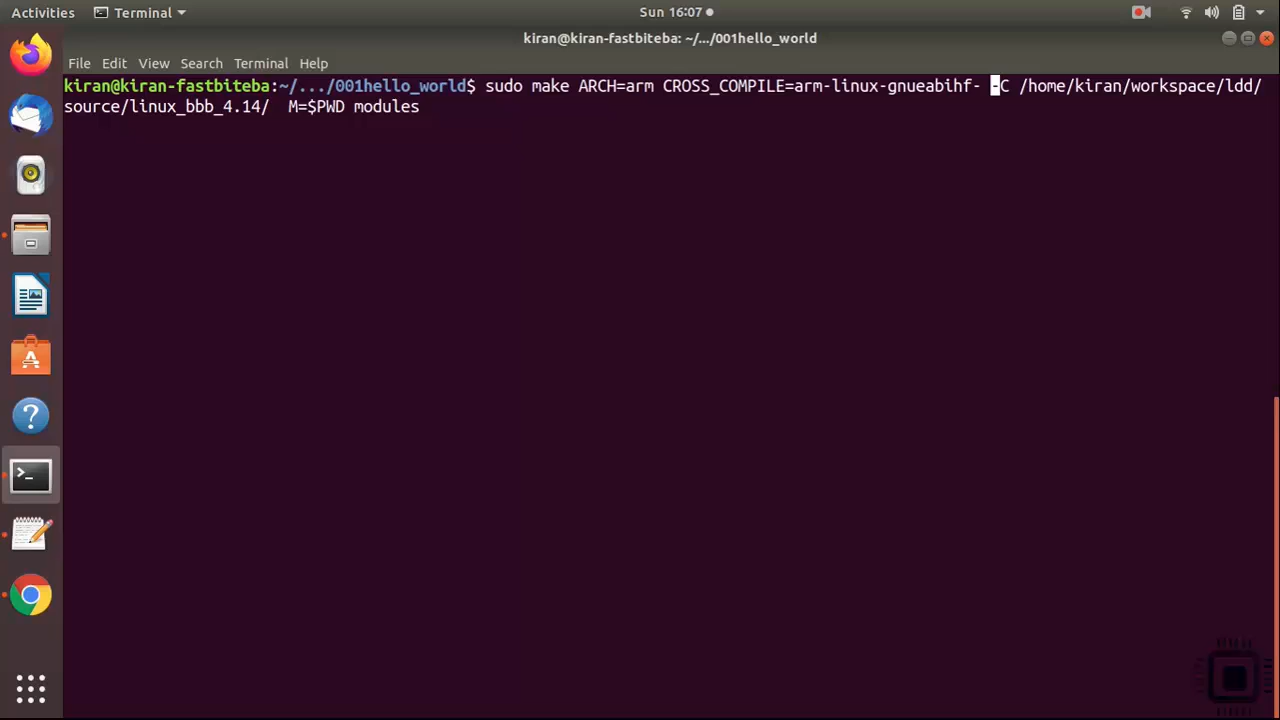 Activities Terminal Sun 16:07
kiran@kiran-fastbiteba: ~/.../001hello_world
File Edit View Search Terminal Help
kiran@kiran-fastbiteba:~/.../001hello_world$ sudo make ARCH=arm CROSS_COMPILE=arm-linux-gnueabihf- -C /home/kiran/workspace/ldd/
source/linux_bbb_4.14/  M=$PWD modules